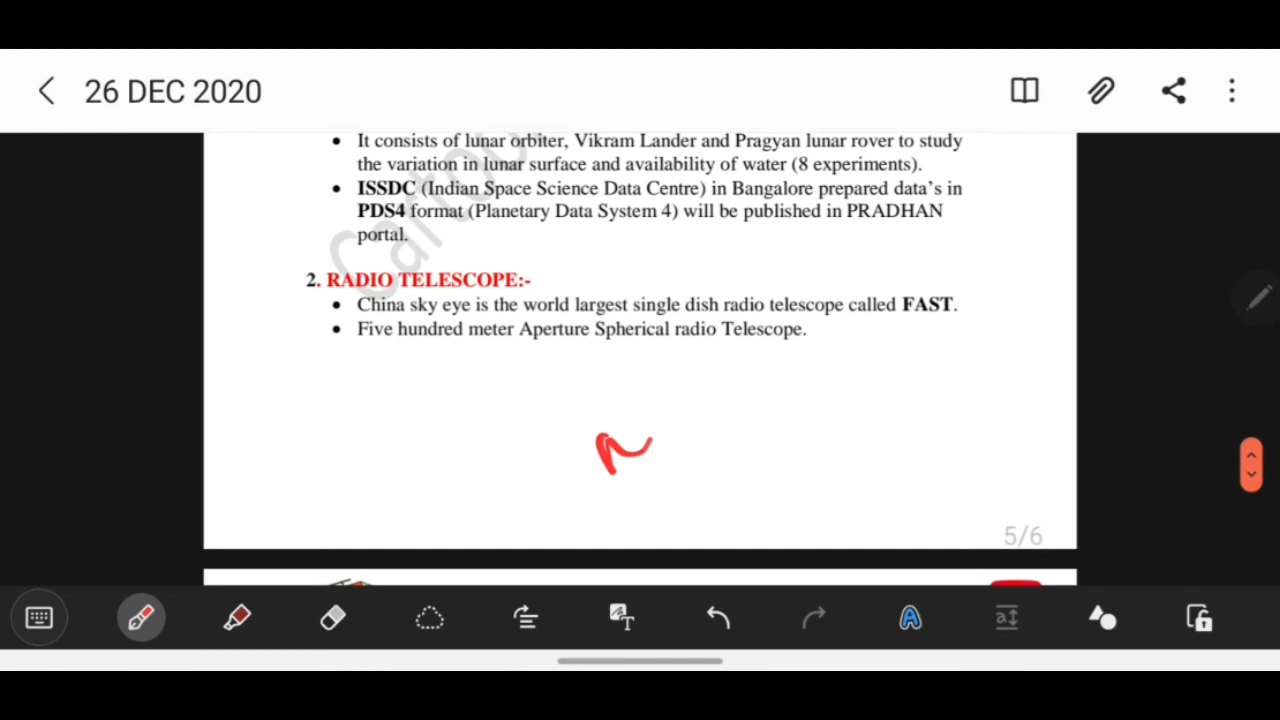 26 DEC 2020
• It consists of lunar orbiter, Vikram Lander and Pragyan lunar rover to study
the variation in lunar surface and availability of water (8 experiments).
• ISSDC (Indian Space Science Data Centre) in Bangalore prepared data's in
PDS4 format (Planetary Data System 4) will be published in PRADHAN
portal.
2. RADIO TELESCOPE:-
• China sky eye is the world largest single dish radio telescope called FAST.
• Five hundred meter Aperture Spherical radio Telescope.
5/6